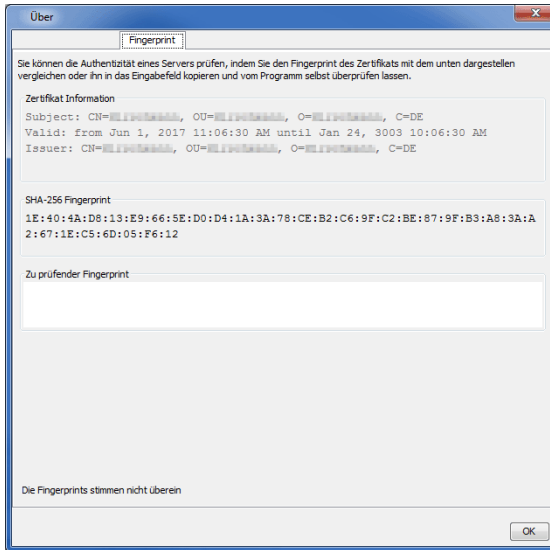 Über
Fingerprint
Sie können die Authentizität eines Servers prüfen, indem Sie den Fingerprint des Zertifikats mit dem unten dargestellen
vergleichen oder ihn in das Eingabefeld kopieren und vom Programm selbst überprüfen lassen.
Zertifikat Information
Subject: CN=, OU=, O=, C=DE
Valid: from Jun 1, 2017 11:06:30 AM until Jan 24, 3003 10:06:30 AM
Issuer: CN=, OU=, O=, C=DE
SHA-256 Fingerprint
1E:40:4A:D8:13:E9:66:5E:D0:D4:1A:3A:78:CE:B2:C6:9F:C2:BE:87:9F:B3:A8:3A:A
2:67:1E:C5:6D:05:F6:12
Zu prüfender Fingerprint
Die Fingerprints stimmen nicht überein
OK